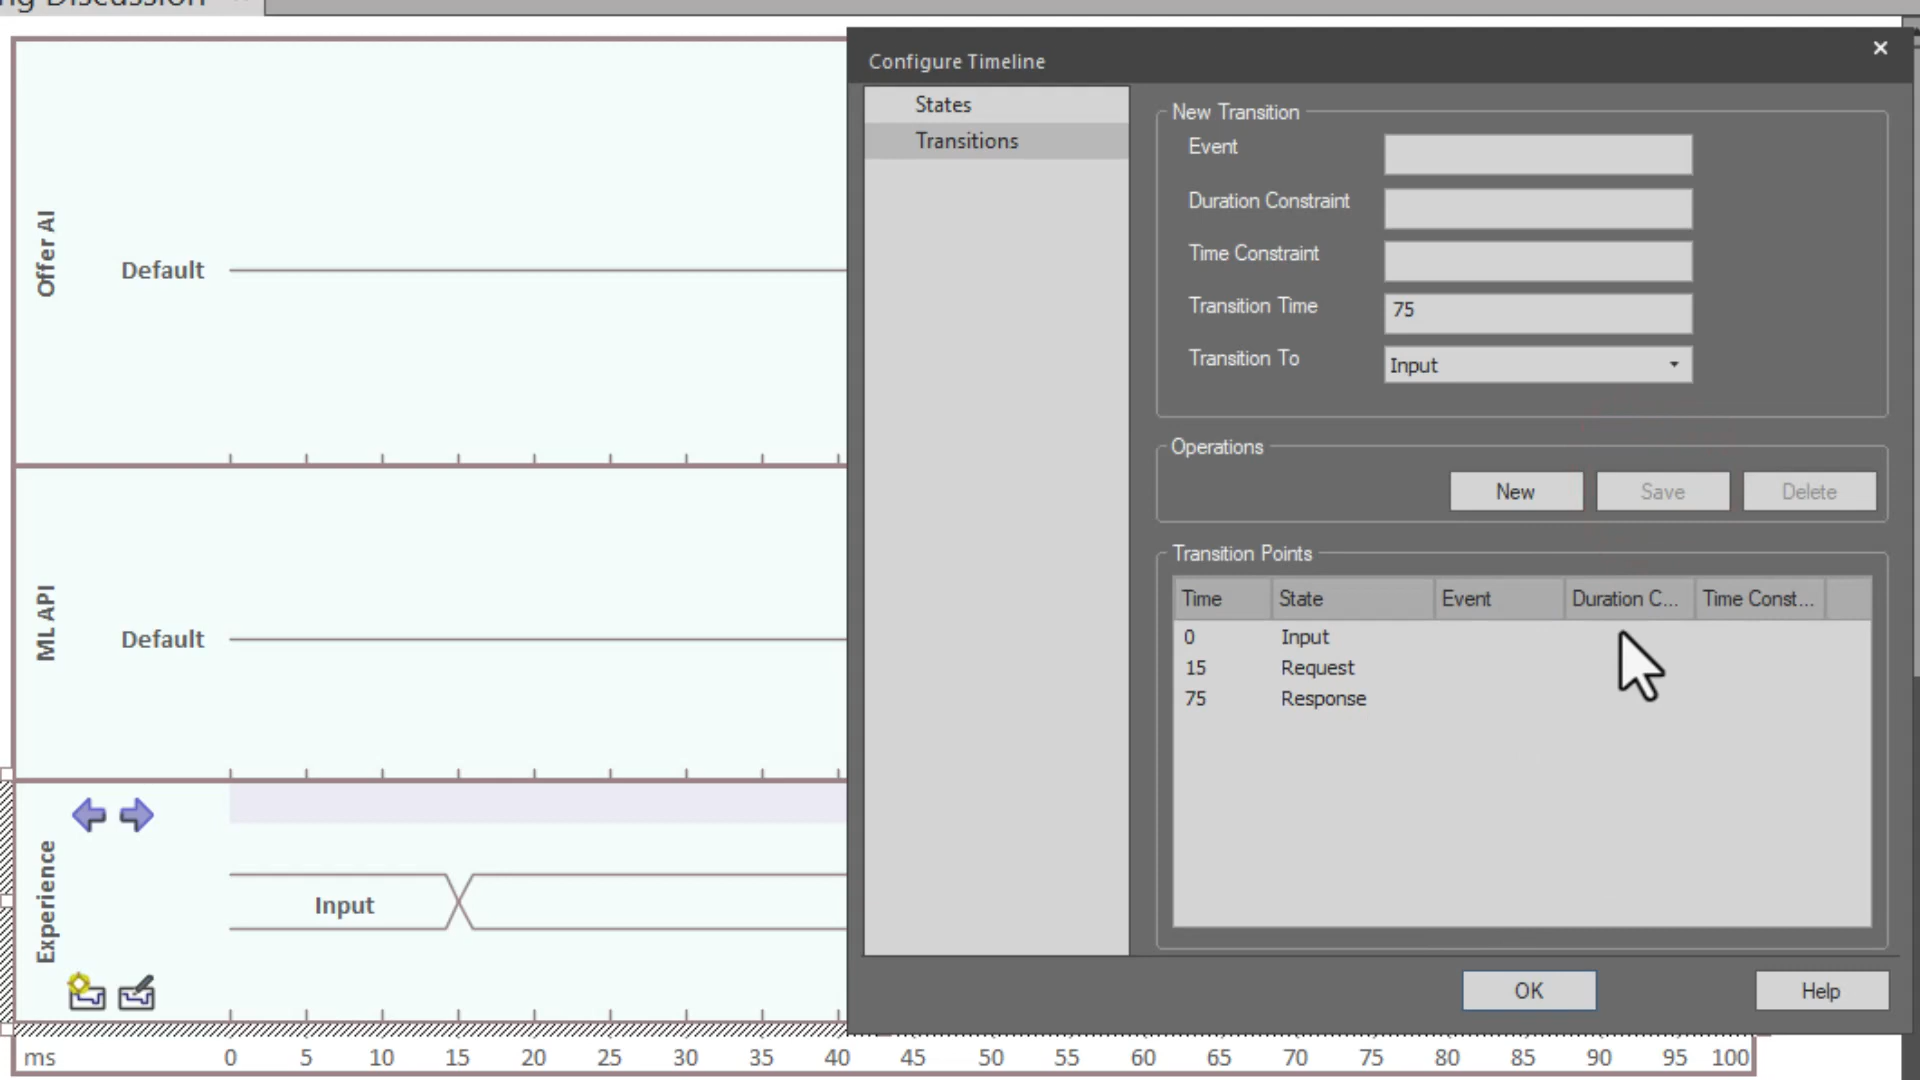 ng Discussion
Configure Timeline
States
Transitions
New Transition
Event
Duration Constraint
Time Constraint
Transition Time
75
Transition To
Input
Operations
New
Save
Delete
Transition Points
Time
State
Event
Duration C...
Time Const...
0
Input
15
Request
75
Response
OK
Help
Offer AI
Default
ML API
Default
Experience
Input
ms
0
5
10
15
20
25
30
35
40
45
50
55
60
65
70
75
80
85
90
95
100